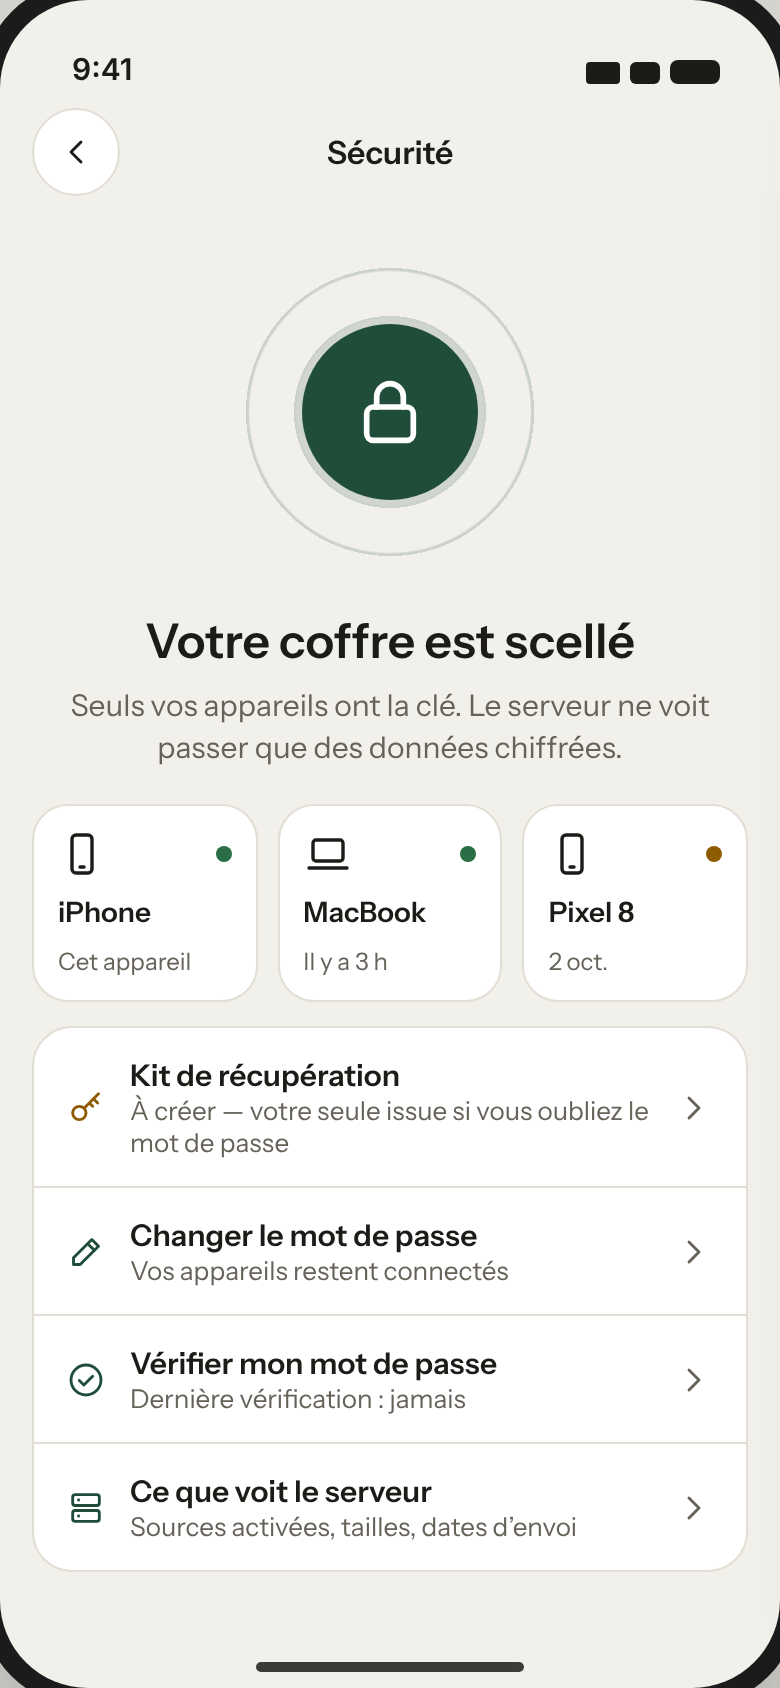 9:41
Sécurité
Votre coffre est scellé
Seuls vos appareils ont la clé. Le serveur ne voit
passer que des données chiffrées.
iPhone
Cet appareil
MacBook
Il y a 3 h
Pixel 8
2 oct.
Kit de récupération
À créer — votre seule issue si vous oubliez le
mot de passe
Changer le mot de passe
Vos appareils restent connectés
Vérifier mon mot de passe
Dernière vérification : jamais
Ce que voit le serveur
Sources activées, tailles, dates d’envoi